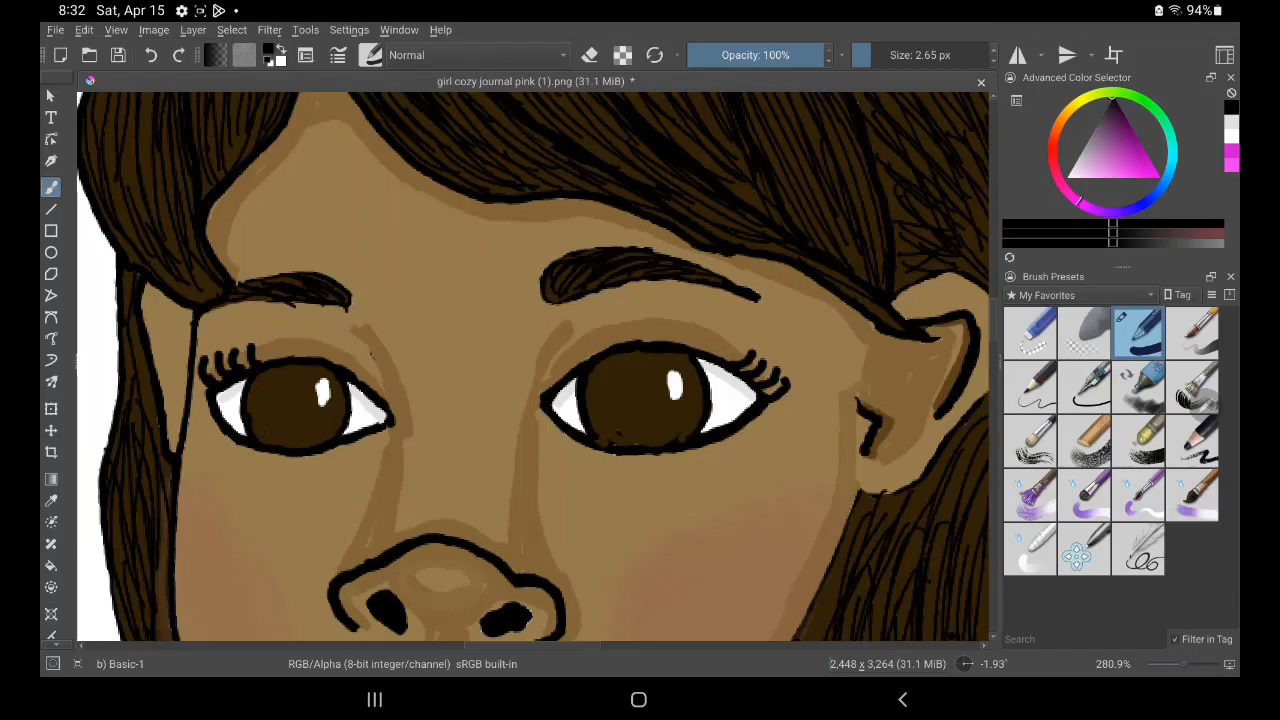 8:32 Sat, Apr 15 94%
File Edit View Image Layer Select Filter Tools Settings Window Help
Normal Opacity: 100% Size: 2.65 px
girl cozy journal pink (1).png (31.1 MiB) *
Advanced Color Selector
Brush Presets
My Favorites Tag
Search Filter in Tag
b) Basic-1 RGB/Alpha (8-bit integer/channel) sRGB built-in 2,448 x 3,264 (31.1 MiB) -1.93° 280.9%